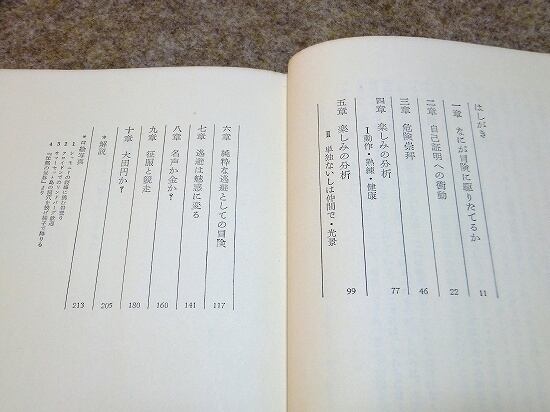 はしがき
一章 なにが冒険に駆りたてるか 11
二章 自己証明への衝動 22
三章 危険崇拝 46
四章 楽しみの分析
Ⅰ 動作・熟練・健康 77
五章 楽しみの分析
Ⅱ 単独ないしは仲間で・光景 99
六章 純粋な逃避としての冒険 117
七章 逃避は魅惑に変る 141
八章 名声か金か? 160
九章 征服と競走 180
十章 大団円か? 205
*解説 213
*口絵写真